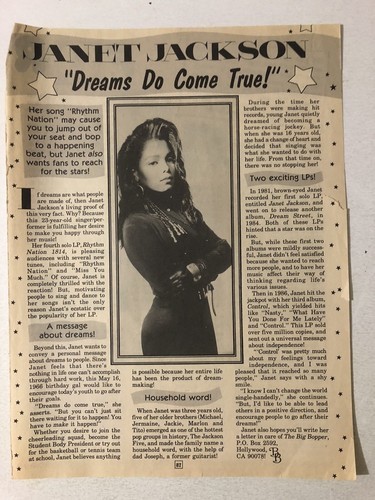 JANET JACKSON
"Dreams Do Come True!"
Her song "Rhythm
Nation" may cause
you to jump out of
your seat and bop
to a happening
beat, but Janet also
wants fans to reach
for the stars!
If dreams are what people
are made of, then Janet
Jackson's living proof of
this very fact. Why? Because
this 23-year-old singer/per-
former is fulfilling her desire
to make you happy through
her music!
Her fourth solo LP, Rhythm
Nation 1814, is pleasing
audiences with several new
tunes, including "Rhythm
Nation" and "Miss You
Much." Of course, Janet is
completely thrilled with the
reaction! But, motivating
people to sing and dance to
her songs isn't the only
reason Janet's ecstatic over
the popularity of her LP.
A message
about dreams!
Beyond this, Janet wants to
convey a personal message
about dreams to people. Since
Janet feels that there's
nothing in life one can't accom-
plish through hard work, this May 16,
1966 birthday gal would like to
encourage today's youth to go after
their goals.
"Dreams do come true," she
asserts. "But you can't just sit
there waiting for it to happen! You
have to make it happen!"
Whether you desire to join the
cheerleading squad, become the
Student Body President or try out
for the basketball or tennis team
at school, Janet believes anything
is possible because her entire life
has been the product of dream-
making!
Household word!
When Janet was three years old,
five of her older brothers (Michael,
Jermaine, Jackie, Marlon and
Tito) emerged as one of the hottest
pop groups in history, The Jackson
Five, and made the family name a
household word, with the help of
dad Joseph, a former guitarist!
During the time her
brothers were making hit
records, young Janet quietly
dreamed of becoming a
horse-racing jockey. But
when she was 16 years old,
she had a change of heart and
decided that singing was
what she wanted to do with
her life. From that time on,
there was no stopping her!
Two exciting LPs!
In 1981, brown-eyed Janet
recorded her first solo LP,
entitled Janet Jackson, and
went on to release another
album, Dream Street, in
1984. Both of these LPs
hinted that a star was on the
rise.
But, while these first two
albums were mildly success-
ful, Janet didn't feel satisfied
because she wanted to reach
more people, and to have her
music affect their way of
thinking regarding life's
various issues.
Then in 1986, Janet hit the
jackpot with her third album,
Control, which yielded hits
like "Nasty," "What Have
You Done For Me Lately"
and "Control." This LP sold
over five million copies, and
sent out a universal message
about independence!
"'Control' was pretty much
about my feelings toward
independence, and I was
pleased that it reached so many
people," Janet says with a shy
smile.
"I know I can't change the world
single-handedly," she continues.
"But, I'd like to be able to lead
others in a positive direction, and
encourage people to go after their
dreams!"
Janet also hopes you'll write her
a letter in care of The Big Bopper,
P.O. Box 2592,
Hollywood,
CA 90078!
BB